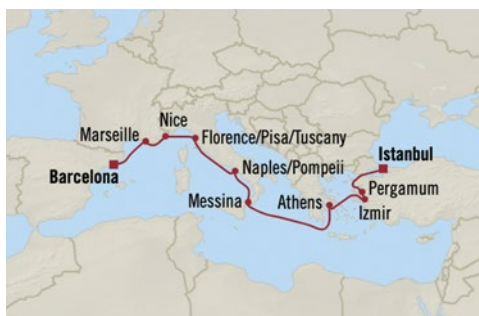 Nice
Marseille
Florence/Pisa/Tuscany
Barcelona
Naples/Pompeii
Istanbul
Messina
Athens
Pergamum
Izmir